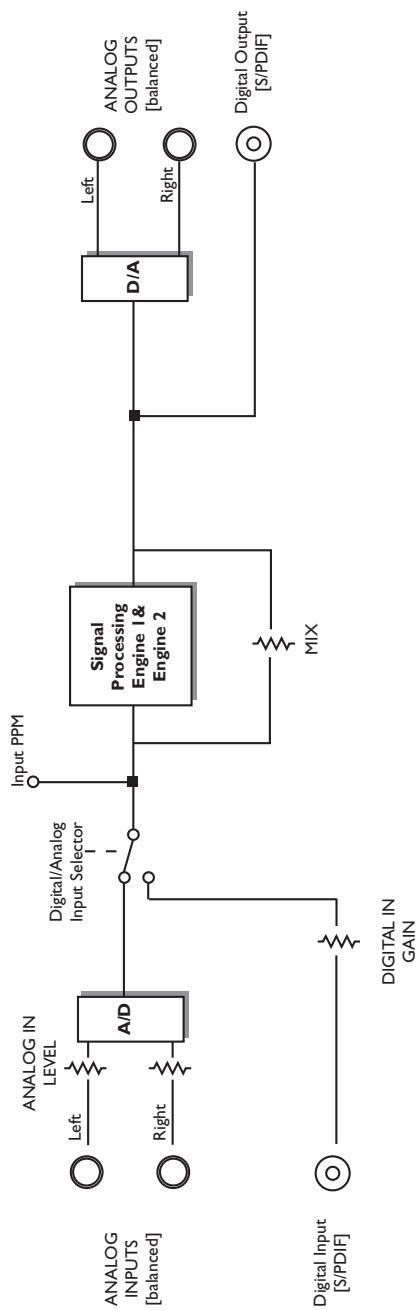 ANALOG
INPUTS
[balanced]
Left
Right
ANALOG IN
LEVEL
A/D
Digital Input
[S/PDIF]
DIGITAL IN
GAIN
Digital/Analog
Input Selector
Input PPM
Signal
Processing
Engine 1 &
Engine 2
MIX
D/A
Left
Right
ANALOG
OUTPUTS
[balanced]
Digital Output
[S/PDIF]